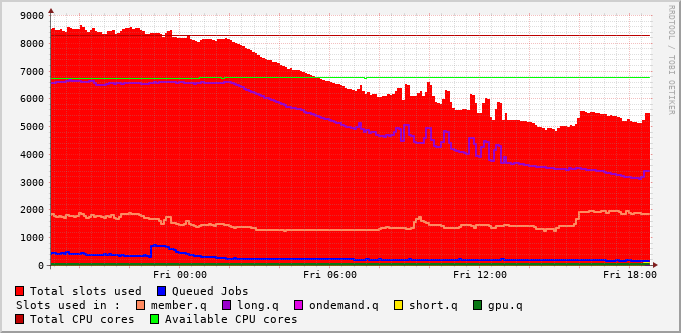 9000
8000
7000
6000
5000
4000
3000
2000
1000
0
Fri 00:00 Fri 06:00 Fri 12:00 Fri 18:00
RRDTOOL / TOBI OETIKER
Total slots used Queued Jobs
Slots used in : member.q long.q ondemand.q short.q gpu.q
Total CPU cores Available CPU cores